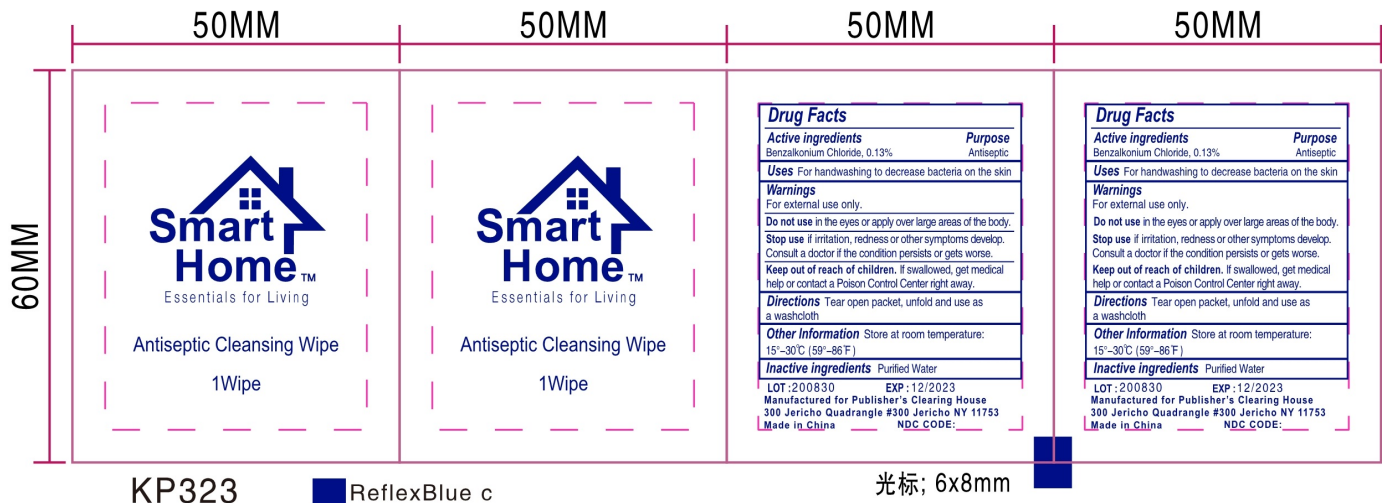 50MM 50MM 50MM 50MM
60MM
Smart
Home™
Essentials for Living
Antiseptic Cleansing Wipe
1Wipe
Smart
Home™
Essentials for Living
Antiseptic Cleansing Wipe
1Wipe
Drug Facts
Active ingredients Purpose
Benzalkonium Chloride, 0.13% Antiseptic
Uses For handwashing to decrease bacteria on the skin
Warnings
For external use only.
Do not use in the eyes or apply over large areas of the body.
Stop use if irritation, redness or other symptoms develop.
Consult a doctor if the condition persists or gets worse.
Keep out of reach of children. If swallowed, get medical
help or contact a Poison Control Center right away.
Directions Tear open packet, unfold and use as
a washcloth
Other Information Store at room temperature:
15°–30℃ (59°–86℉)
Inactive ingredients Purified Water
LOT:200830 EXP:12/2023
Manufactured for Publisher's Clearing House
300 Jericho Quadrangle #300 Jericho NY 11753
Made in China NDC CODE:
Drug Facts
Active ingredients Purpose
Benzalkonium Chloride, 0.13% Antiseptic
Uses For handwashing to decrease bacteria on the skin
Warnings
For external use only.
Do not use in the eyes or apply over large areas of the body.
Stop use if irritation, redness or other symptoms develop.
Consult a doctor if the condition persists or gets worse.
Keep out of reach of children. If swallowed, get medical
help or contact a Poison Control Center right away.
Directions Tear open packet, unfold and use as
a washcloth
Other Information Store at room temperature:
15°–30℃ (59°–86℉)
Inactive ingredients Purified Water
LOT:200830 EXP:12/2023
Manufactured for Publisher's Clearing House
300 Jericho Quadrangle #300 Jericho NY 11753
Made in China NDC CODE:
KP323 ReflexBlue c 光标; 6x8mm